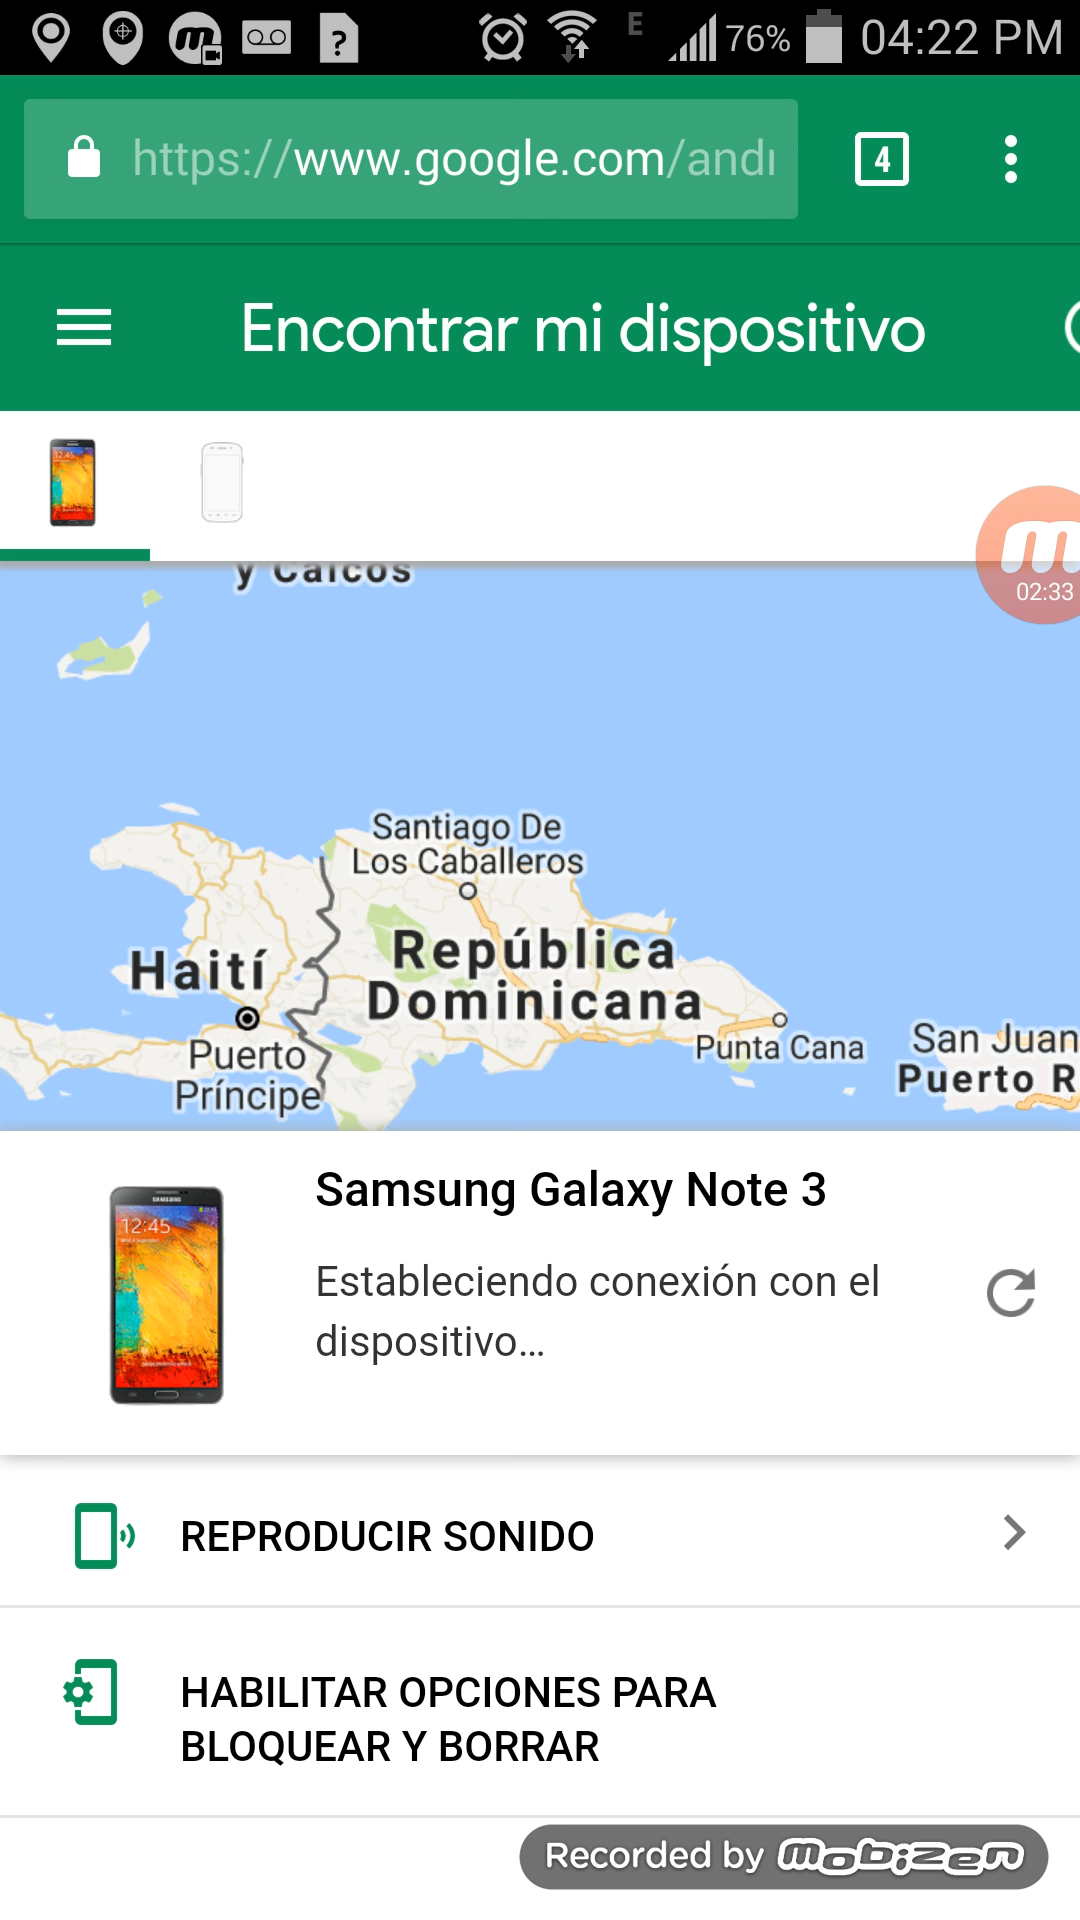 E 76% 04:22 PM
https://www.google.com/andr
4
Encontrar mi dispositivo
02:33
y Caicos
Santiago De
Los Caballeros
República
Dominicana
Haití
Puerto
Príncipe
Punta Cana
San Juan
Puerto R
Samsung Galaxy Note 3
SAMSUNG
12:45
Estableciendo conexión con el
dispositivo...
REPRODUCIR SONIDO
HABILITAR OPCIONES PARA
BLOQUEAR Y BORRAR
Recorded by mobizen